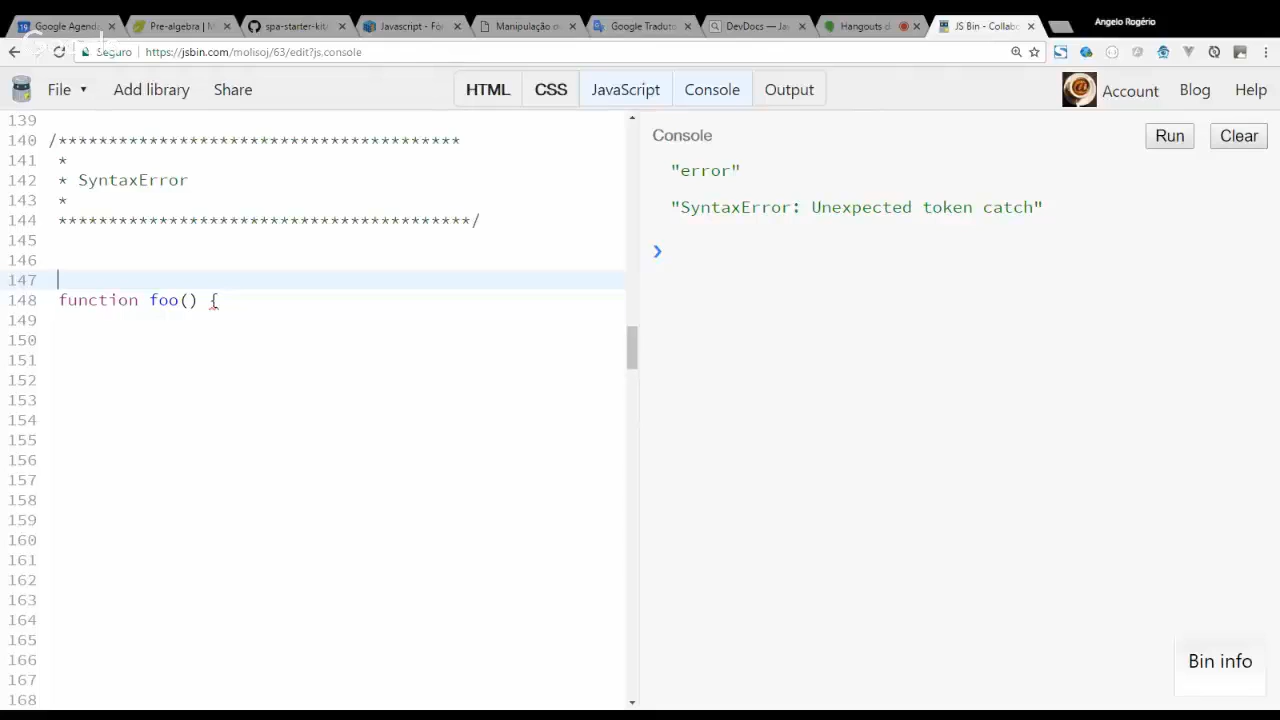 Google Agenda
Pre-algebra | M
spa-starter-kit
Javascript - Fór
Manipulação d
Google Tradut
DevDocs — Ja
Hangouts d
JS Bin - Collab
Angelo Rogério
Seguro
https://jsbin.com/molisoj/63/edit?js,console
File
Add library
Share
HTML
CSS
JavaScript
Console
Output
Account
Blog
Help
139
140 /****************************************
141 *
142 * SyntaxError
143 *
144 *****************************************/
145
146
147
148 function foo() {
149
150
151
152
153
154
155
156
157
158
159
160
161
162
163
164
165
166
167
168
Console
Run
Clear
"error"
"SyntaxError: Unexpected token catch"
Bin info